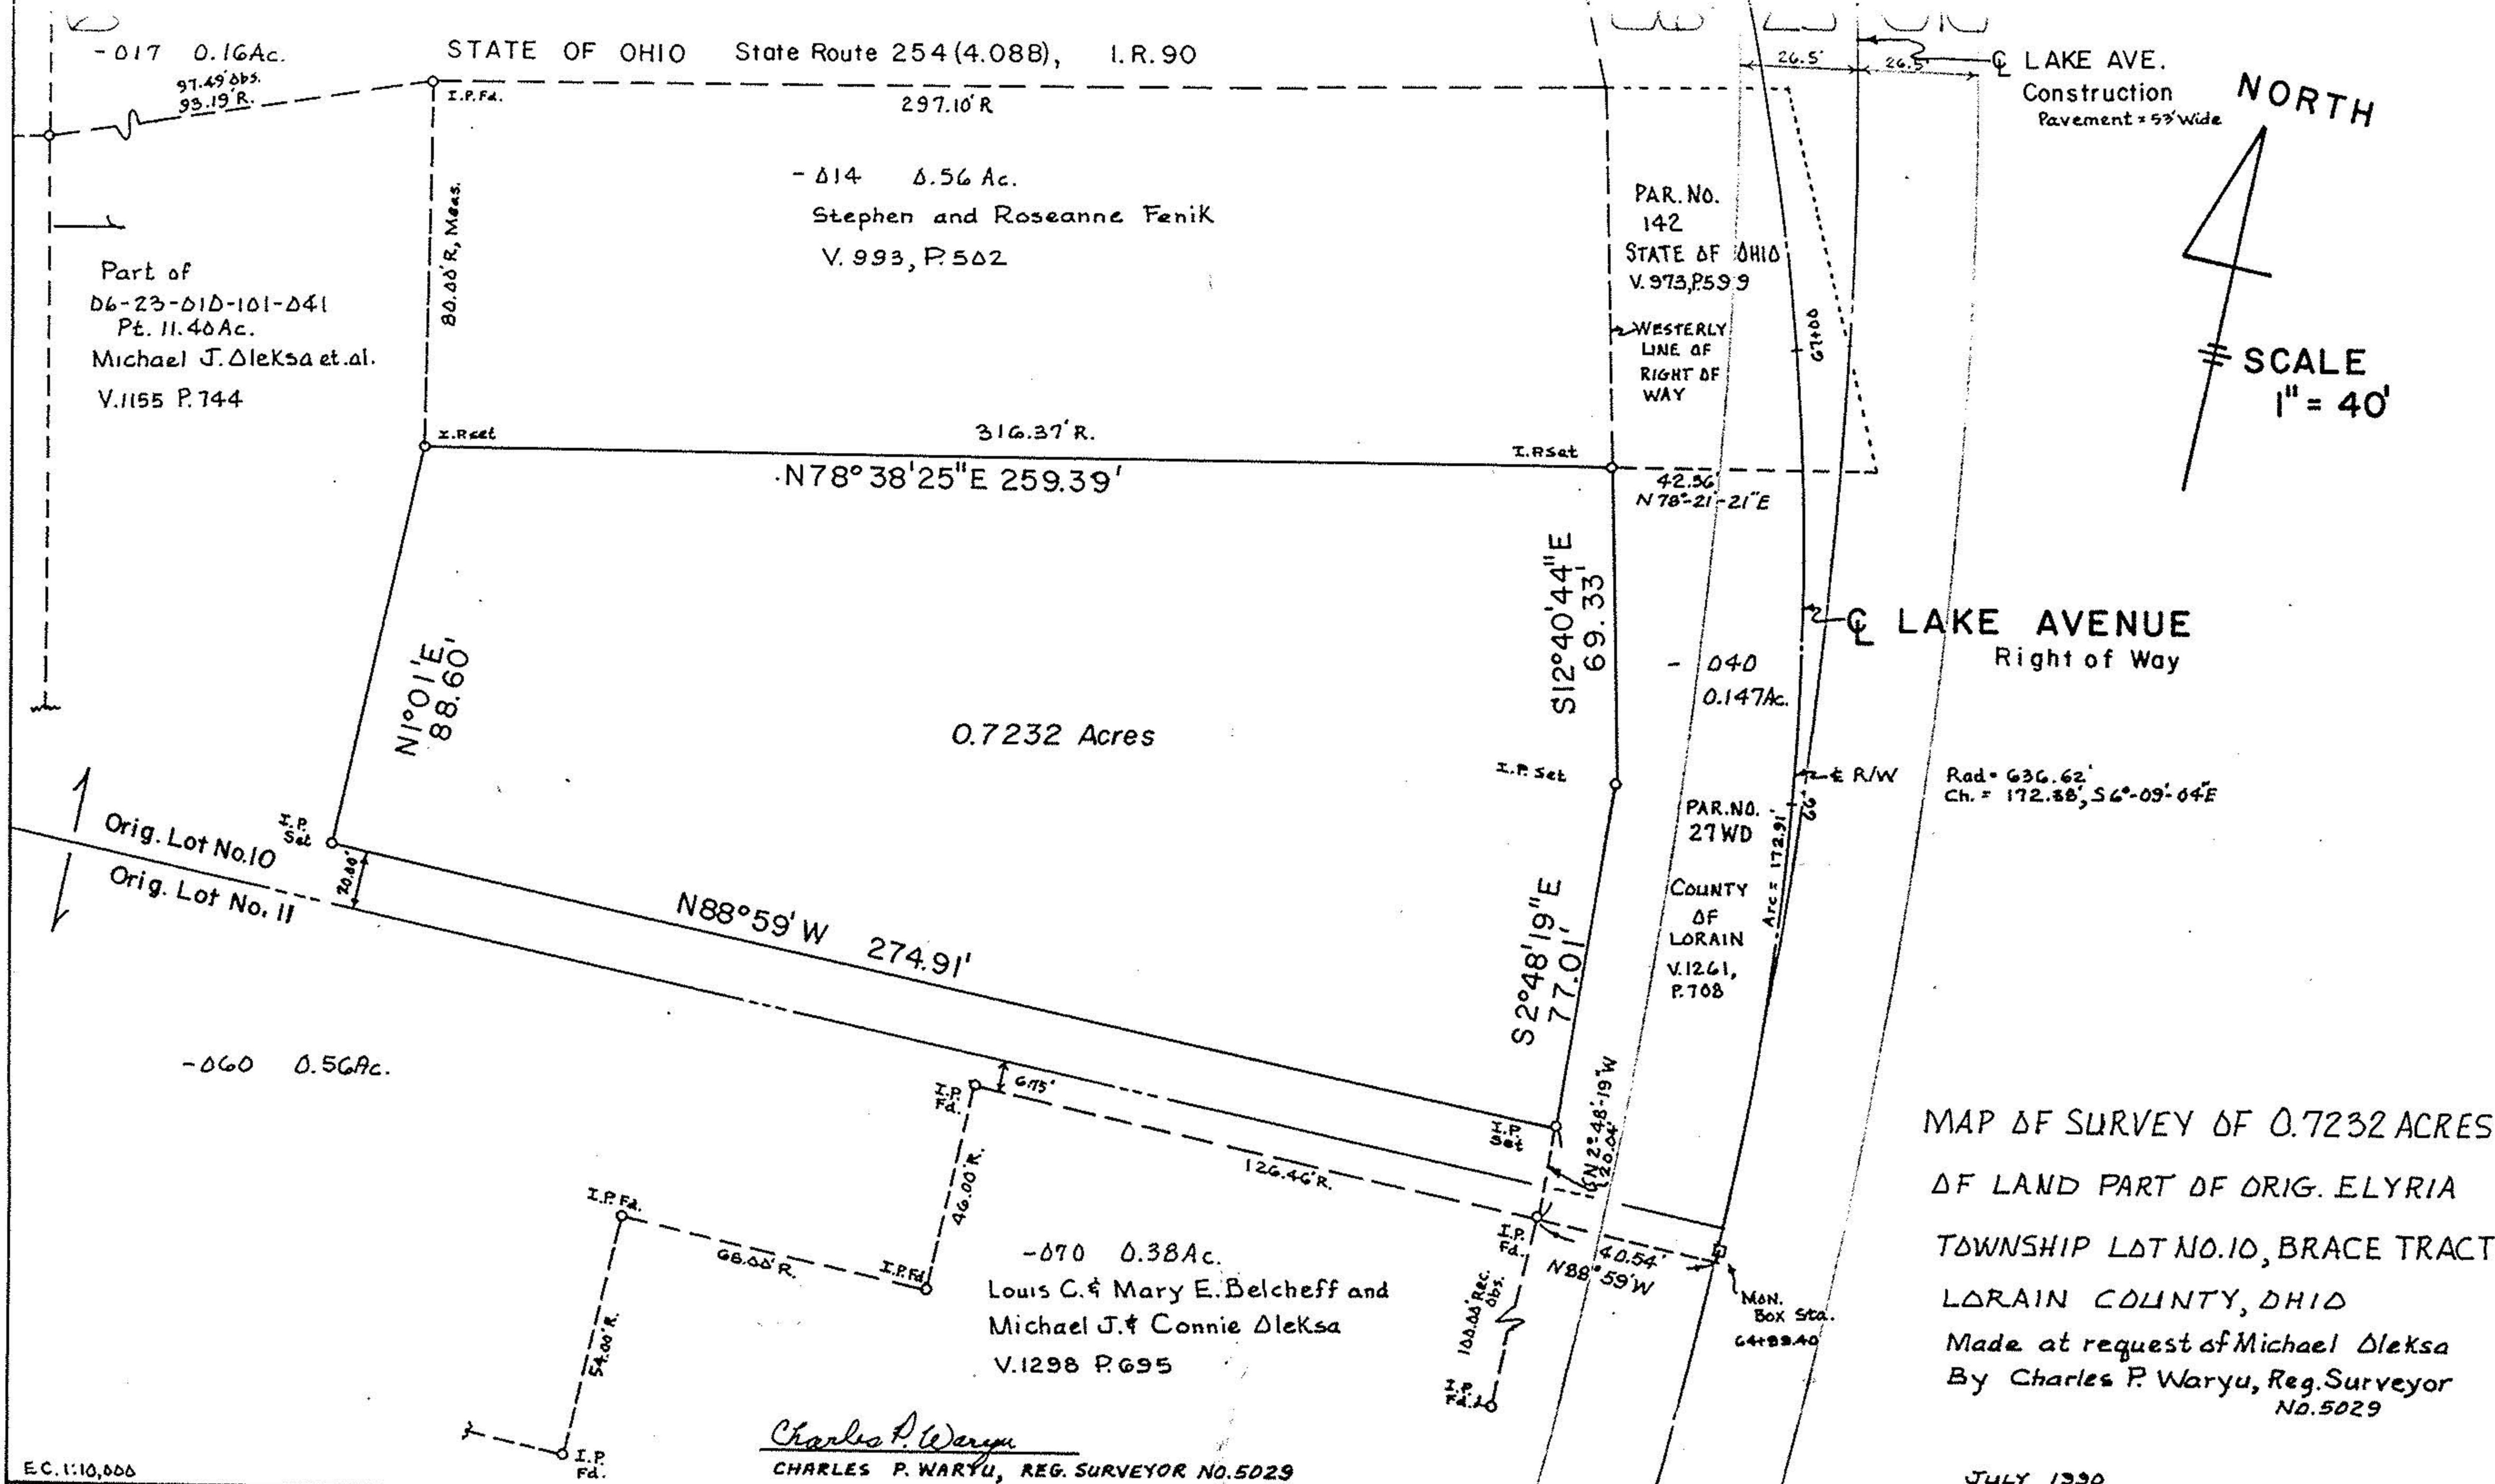 -017 0.16Ac.
97.49'obs.
93.19'R.
STATE OF OHIO State Route 254 (4.088), I.R. 90
I.P.Fd.
297.10'R
26.5'
26.5'
℄ LAKE AVE.
Construction
Pavement = 53' Wide
NORTH
SCALE
1" = 40'
80.00'R, Meas.
-014 0.56 Ac.
Stephen and Roseanne Fenik
V. 993, P. 502
PAR. NO.
142
STATE OF OHIO
V. 973, P. 599
WESTERLY
LINE OF
RIGHT OF
WAY
67+00
Part of
06-23-010-101-041
Pt. 11.40Ac.
Michael J. Oleksa et.al.
V.1155 P.744
I.P.set
316.37'R.
I.P.Set
N78°38'25"E 259.39'
42.56'
N 78°-21'-21"E
S12°40'44"E
69.33'
℄ LAKE AVENUE
Right of Way
N1°01'E
88.60'
- 040
0.147Ac.
0.7232 Acres
I.P. Set
℄ R/W
Rad = 636.62'
Ch. = 172.38', S 6°-09'-04"E
66
PAR.NO.
27WD
Arc = 172.91'
COUNTY
OF
LORAIN
V.1261,
P.708
Orig. Lot No.10
I.P.
Set
Orig. Lot No. 11
20.00'
N88°59'W 274.91'
S2°48'19"E
77.01'
-060 0.56Ac.
I.P.
Fd.
6.75'
I.P.
Set
N2°-48'-19"W
20.04'
126.46'R.
46.00'R.
I.P.Fd.
68.00'R.
I.P.Fd
54.00'R.
I.P.
Fd.
-070 0.38Ac.
Louis C. & Mary E. Belcheff and
Michael J. & Connie Oleksa
V.1298 P.695
I.P.
Fd.
40.54'
N88°59'W
100.00'Rec.
Obs.
I.P.
Fd.
MON.
Box Sta.
MAP OF SURVEY OF 0.7232 ACRES
OF LAND PART OF ORIG. ELYRIA
TOWNSHIP LOT NO.10, BRACE TRACT
LORAIN COUNTY, OHIO
Made at request of Michael Oleksa
By Charles P. Waryu, Reg. Surveyor
No. 5029
Charles P. Waryu
CHARLES P. WARYU, REG. SURVEYOR NO. 5029
E.C. 1:10,000
JULY 1990